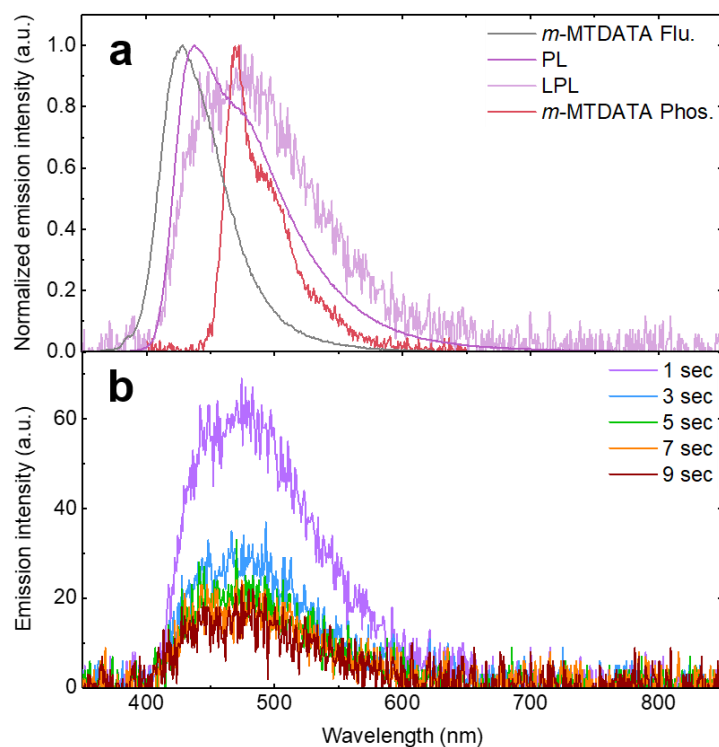 a
m-MTDATA Flu.
PL
LPL
m-MTDATA Phos.
Normalized emission intensity (a.u.)
1.0
0.8
0.6
0.4
0.2
0.0
b
1 sec
3 sec
5 sec
7 sec
9 sec
Emission intensity (a.u.)
60
40
20
0
400 500 600 700 800
Wavelength (nm)